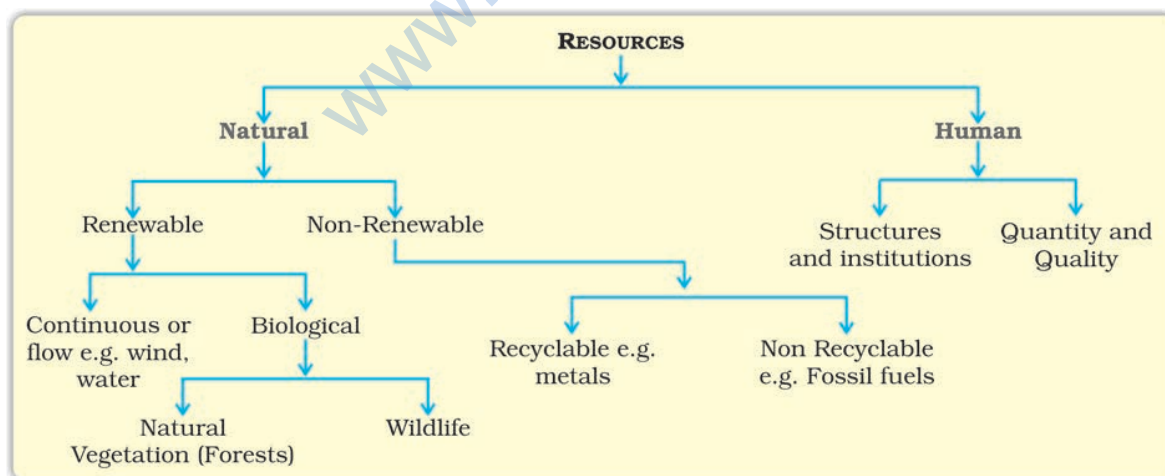 RESOURCES
Natural
Human
Renewable
Non-Renewable
Structures
and institutions
Quantity and
Quality
Continuous or
flow e.g. wind,
water
Biological
Recyclable e.g.
metals
Non Recyclable
e.g. Fossil fuels
Natural
Vegetation (Forests)
Wildlife
www.